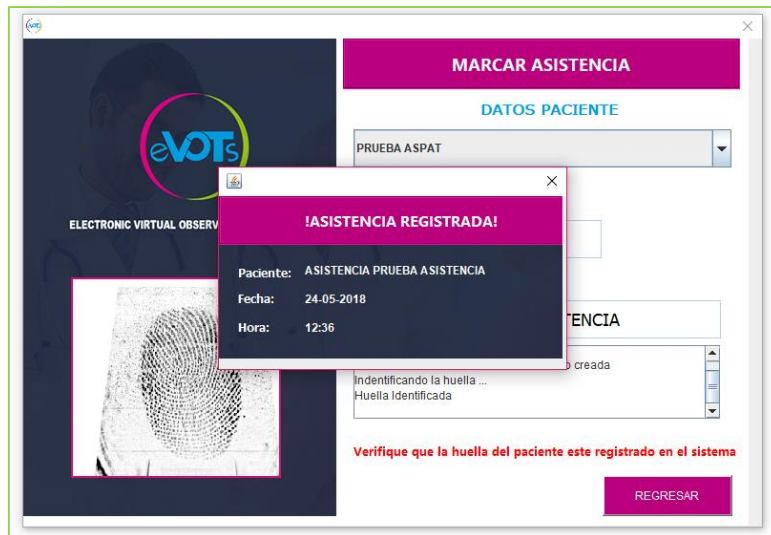 eVOTs
MARCAR ASISTENCIA
DATOS PACIENTE
eVOTs
PRUEBA ASPAT
ELECTRONIC VIRTUAL OBSERV
!ASISTENCIA REGISTRADA!
Paciente: ASISTENCIA PRUEBA ASISTENCIA
Fecha: 24-05-2018
Hora: 12:36
TENCIA
creada
Indentificando la huella ...
Huella Identificada
Verifique que la huella del paciente este registrado en el sistema
REGRESAR